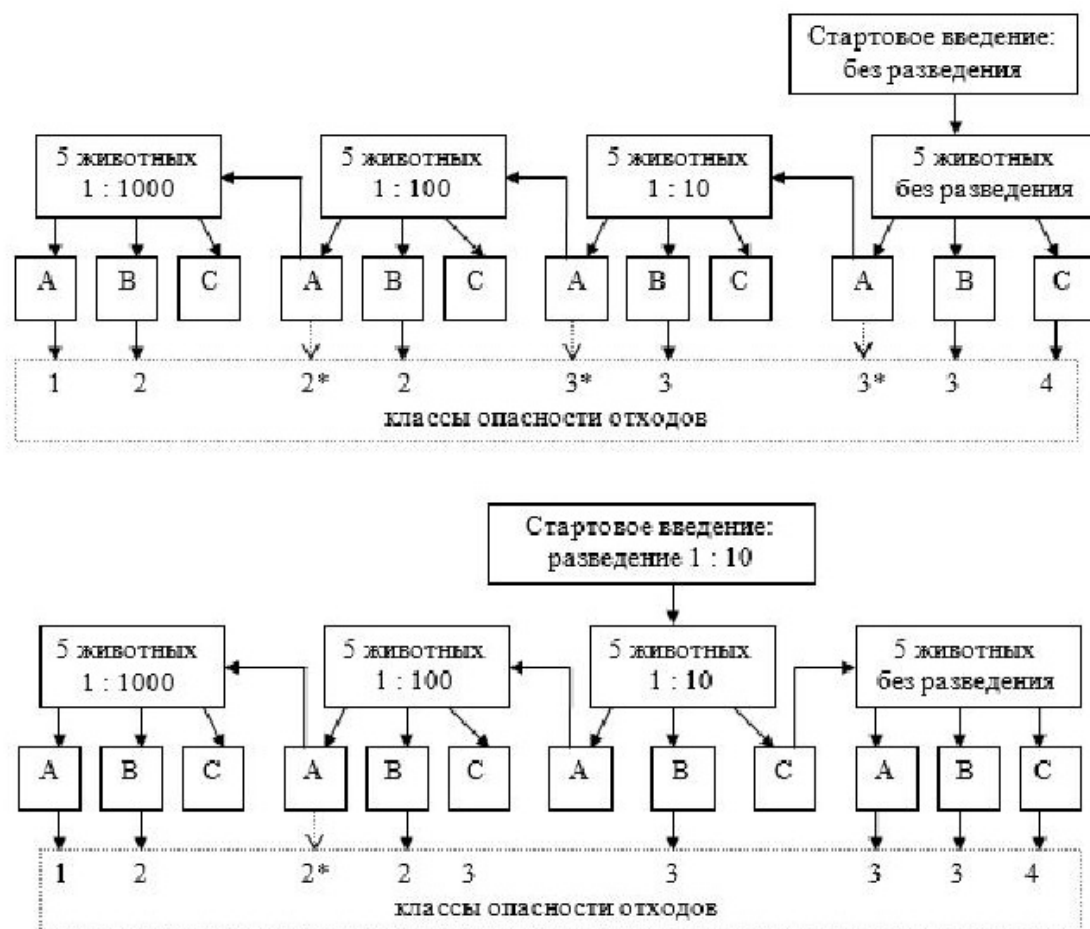 Стартовое введение:
без разведения
5 животных
1 : 1000
5 животных
1 : 100
5 животных
1 : 10
5 животных
без разведения
А В С А В С А В С А В С
1 2 2* 2 3* 3 3* 3 4
классы опасности отходов
Стартовое введение:
разведение 1 : 10
5 животных
1 : 1000
5 животных
1 : 100
5 животных
1 : 10
5 животных
без разведения
А В С А В С А В С А В С
1 2 2* 2 3 3 3 3 4
классы опасности отходов